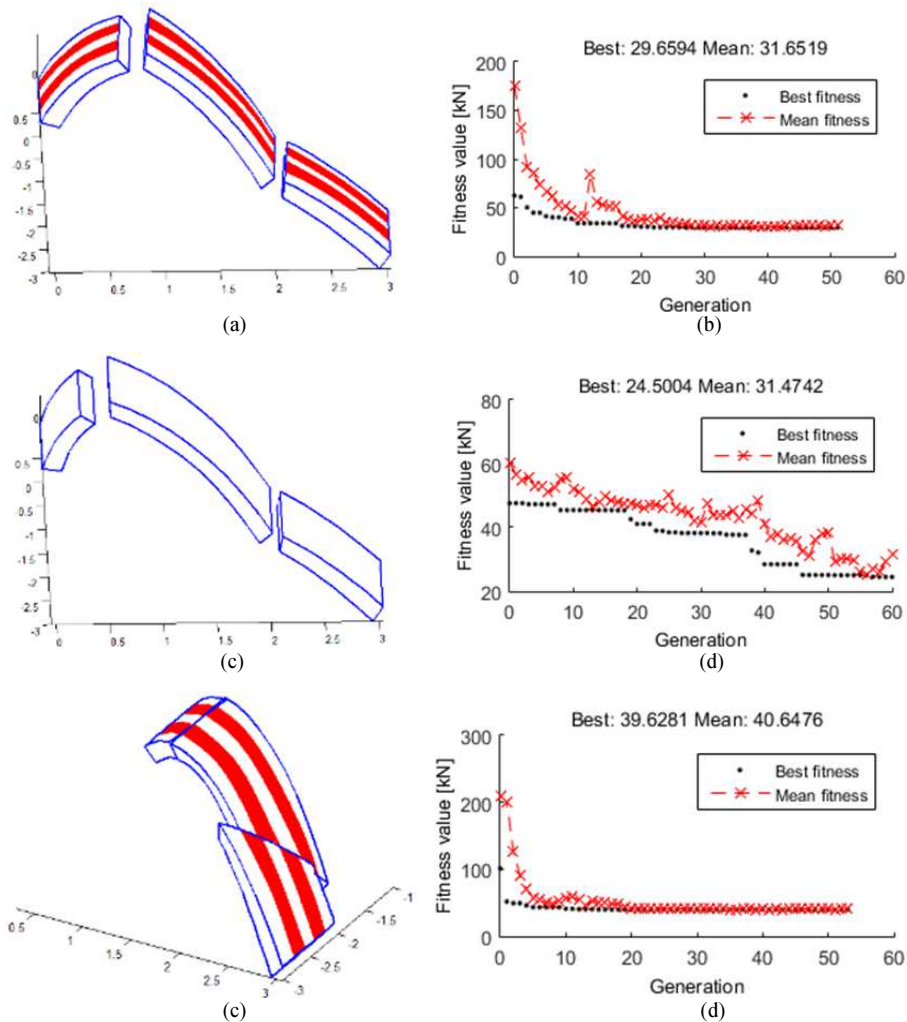 Best: 29.6594 Mean: 31.6519
Fitness value [kN]
200
150
100
50
0
Best fitness
Mean fitness
0 10 20 30 40 50 60
Generation
0
0.5
0
-0.5
-1
-1.5
-2
-2.5
-3
0 0.5 1 1.5 2 2.5 3
(a)
(b)
Best: 24.5004 Mean: 31.4742
Fitness value [kN]
80
60
40
20
Best fitness
Mean fitness
0 10 20 30 40 50 60
Generation
0
0.5
0
-0.5
-1
-1.5
-2
-2.5
-3
0 0.5 1 1.5 2 2.5 3
(c)
(d)
Best: 39.6281 Mean: 40.6476
Fitness value [kN]
300
200
100
0
Best fitness
Mean fitness
0 10 20 30 40 50 60
Generation
0.5 1 1.5 2 2.5 3
-3 -2.5 -2 -1.5 -1
(c)
(d)